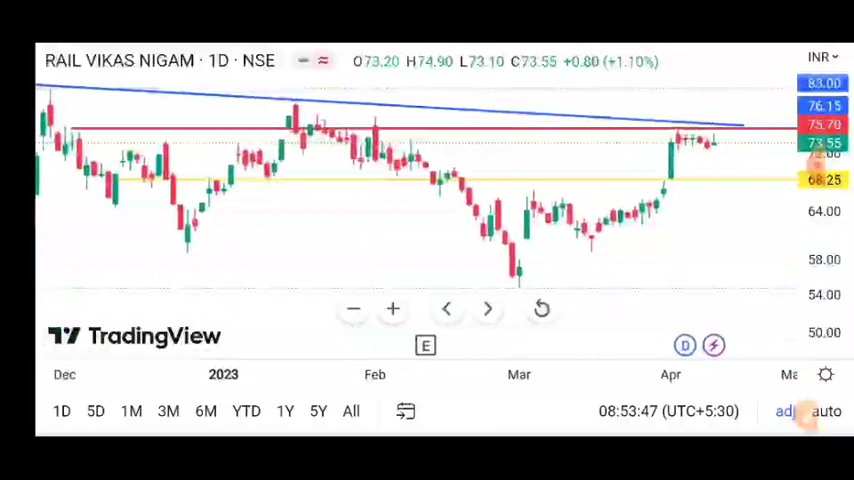 RAIL VIKAS NIGAM · 1D · NSE
O73.20 H74.90 L73.10 C73.55 +0.80 (+1.10%)
INR
83.00
76.15
75.70
73.55
72.00
68.25
64.00
58.00
54.00
50.00
TradingView
E
D
Dec 2023 Feb Mar Apr
1D 5D 1M 3M 6M YTD 1Y 5Y All
08:53:47 (UTC+5:30)
auto